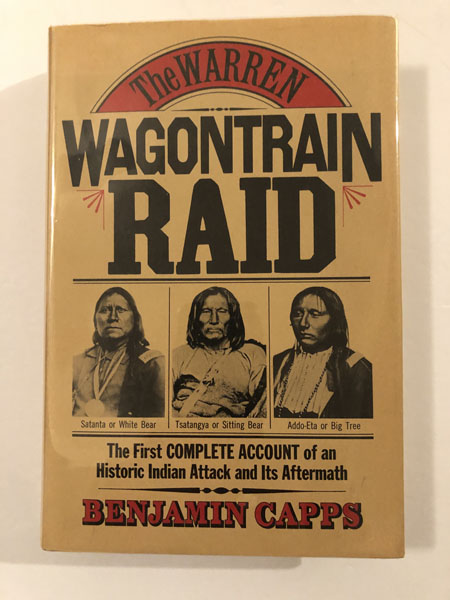 The WARREN
WAGONTRAIN
RAID
Satanta or White Bear
Tsatangya or Sitting Bear
Addo-Eta or Big Tree
The First COMPLETE ACCOUNT of an
Historic Indian Attack and Its Aftermath
BENJAMIN CAPPS